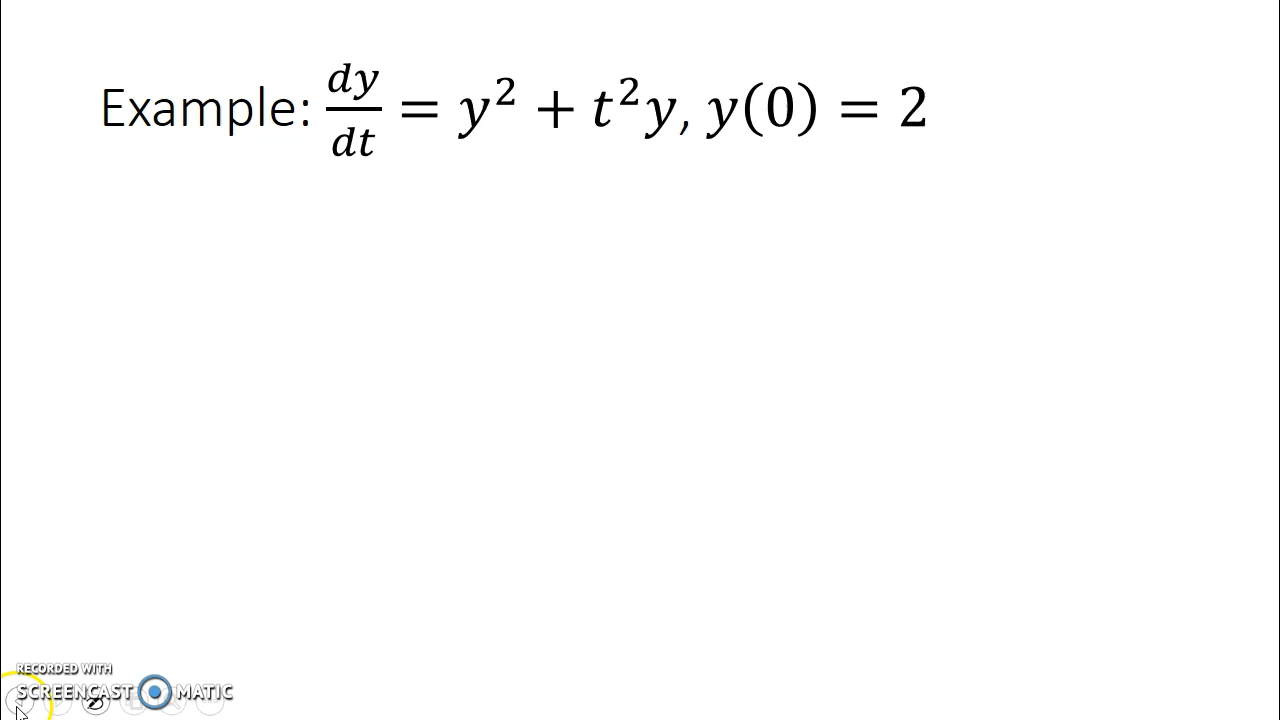 Example: dy/dt = y² + t²y, y(0) = 2
RECORDED WITH
SCREENCAST MATIC